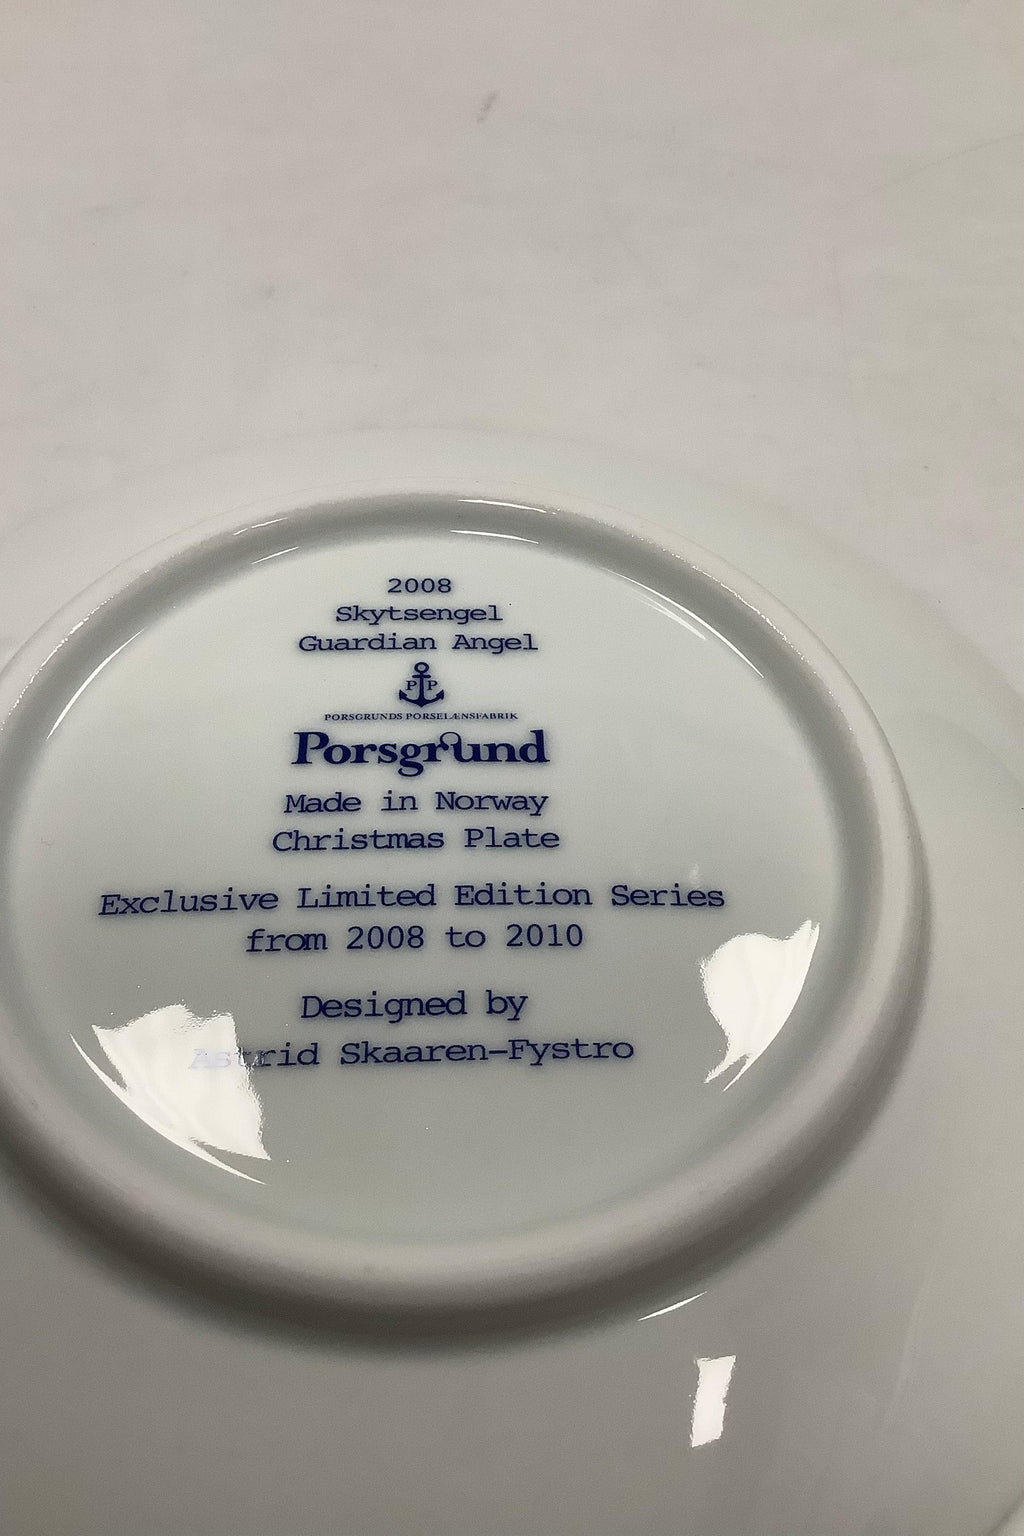 2008
Skytsengel
Guardian Angel
P P
PORSGRUNDS PORSELÆNSFABRIK
Porsgrund
Made in Norway
Christmas Plate
Exclusive Limited Edition Series
from 2008 to 2010
Designed by
Astrid Skaaren-Fystro